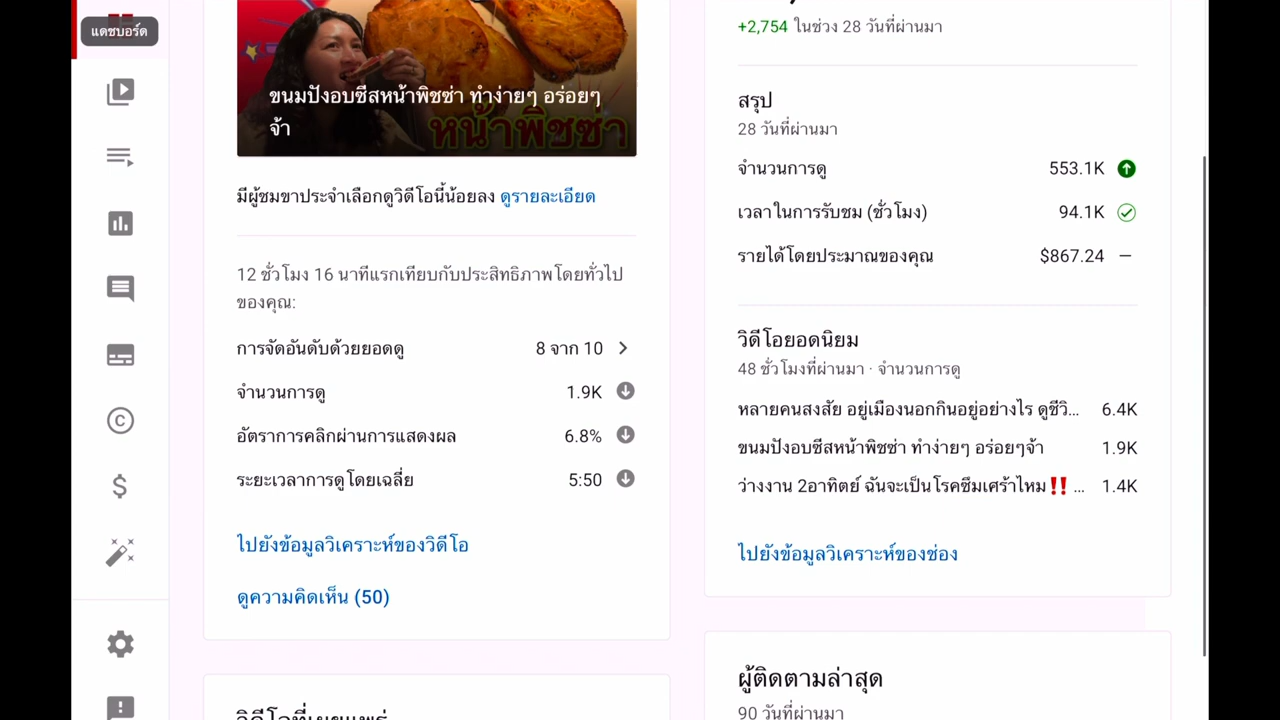 แดชบอร์ด
ขนมปังอบชีสหน้าพิซซ่า ทำง่ายๆ อร่อยๆ
จ้า
หน้าพิซซ่า
มีผู้ชมขาประจำเลือกดูวิดีโอนี้น้อยลง ดูรายละเอียด
12 ชั่วโมง 16 นาทีแรกเทียบกับประสิทธิภาพโดยทั่วไป
ของคุณ:
การจัดอันดับด้วยยอดดู 8 จาก 10
จำนวนการดู 1.9K
อัตราการคลิกผ่านการแสดงผล 6.8%
ระยะเวลาการดูโดยเฉลี่ย 5:50
ไปยังข้อมูลวิเคราะห์ของวิดีโอ
ดูความคิดเห็น (50)
+2,754 ในช่วง 28 วันที่ผ่านมา
สรุป
28 วันที่ผ่านมา
จำนวนการดู 553.1K
เวลาในการรับชม (ชั่วโมง) 94.1K
รายได้โดยประมาณของคุณ $867.24 —
วิดีโอยอดนิยม
48 ชั่วโมงที่ผ่านมา · จำนวนการดู
หลายคนสงสัย อยู่เมืองนอกกินอยู่อย่างไร ดูชีวิ... 6.4K
ขนมปังอบชีสหน้าพิซซ่า ทำง่ายๆ อร่อยๆจ้า 1.9K
ว่างงาน 2อาทิตย์ ฉันจะเป็นโรคซึมเศร้าไหม‼️ ... 1.4K
ไปยังข้อมูลวิเคราะห์ของช่อง
ผู้ติดตามล่าสุด
90 วันที่ผ่านมา